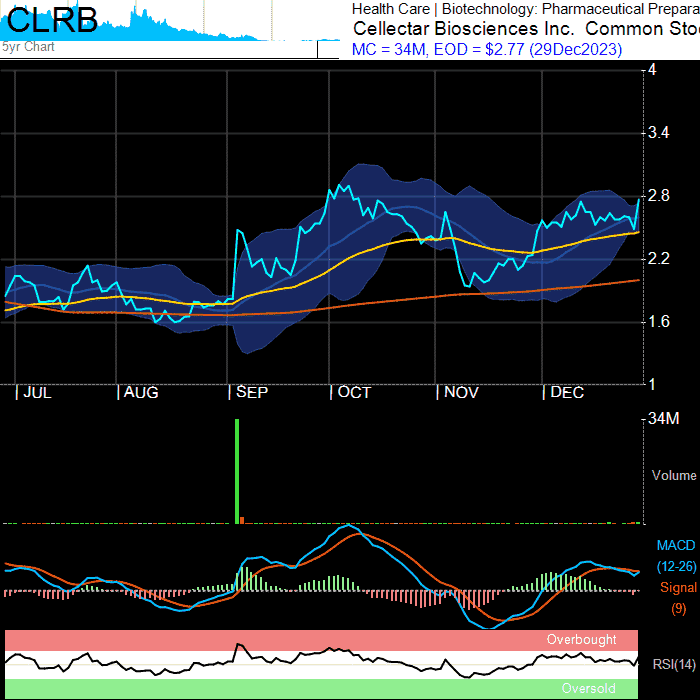 CLRB
5yr Chart
Health Care | Biotechnology: Pharmaceutical Prepara
Cellectar Biosciences Inc. Common Sto
MC = 34M, EOD = $2.77 (29Dec2023)
4
3.4
2.8
2.2
1.6
1
| JUL | AUG | SEP | OCT | NOV | DEC
34M
Volume
MACD
(12-26)
Signal
(9)
Overbought
RSI(14)
Oversold